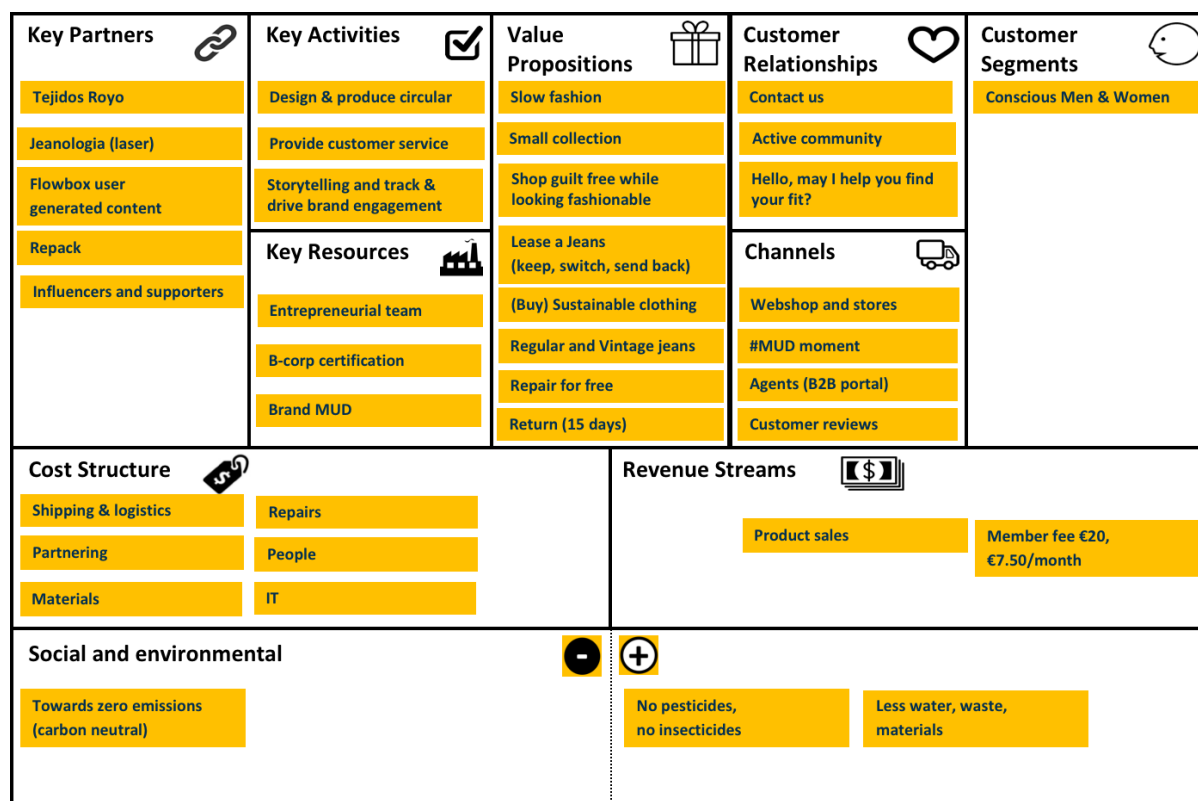 Key Partners
Tejidos Royo
Jeanologia (laser)
Flowbox user
generated content
Repack
Influencers and supporters
Key Activities
Design & produce circular
Provide customer service
Storytelling and track &
drive brand engagement
Key Resources
Entrepreneurial team
B-corp certification
Brand MUD
Value
Propositions
Slow fashion
Small collection
Shop guilt free while
looking fashionable
Lease a Jeans
(keep, switch, send back)
(Buy) Sustainable clothing
Regular and Vintage jeans
Repair for free
Return (15 days)
Customer
Relationships
Contact us
Active community
Hello, may I help you find
your fit?
Channels
Webshop and stores
#MUD moment
Agents (B2B portal)
Customer reviews
Customer
Segments
Conscious Men & Women
Cost Structure
$
Shipping & logistics
Partnering
Materials
Repairs
People
IT
Revenue Streams
$
Product sales
Member fee €20,
€7.50/month
Social and environmental
-
+
Towards zero emissions
(carbon neutral)
No pesticides,
no insecticides
Less water, waste,
materials